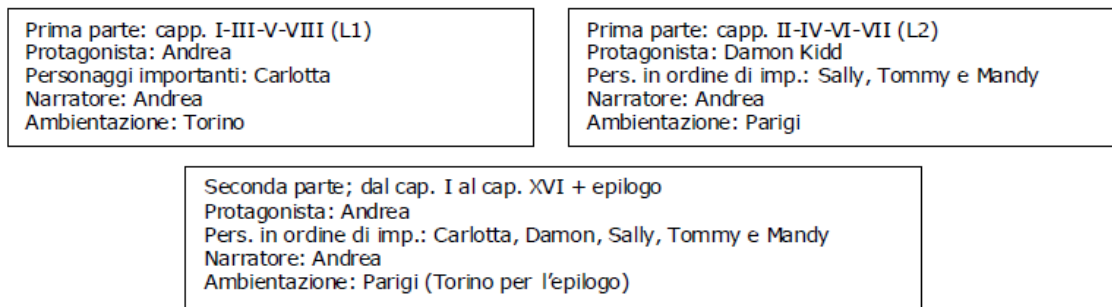 Prima parte: capp. I-III-V-VIII (L1)
Protagonista: Andrea
Personaggi importanti: Carlotta
Narratore: Andrea
Ambientazione: Torino
Prima parte: capp. II-IV-VI-VII (L2)
Protagonista: Damon Kidd
Pers. in ordine di imp.: Sally, Tommy e Mandy
Narratore: Andrea
Ambientazione: Parigi
Seconda parte; dal cap. I al cap. XVI + epilogo
Protagonista: Andrea
Pers. in ordine di imp.: Carlotta, Damon, Sally, Tommy e Mandy
Narratore: Andrea
Ambientazione: Parigi (Torino per l'epilogo)